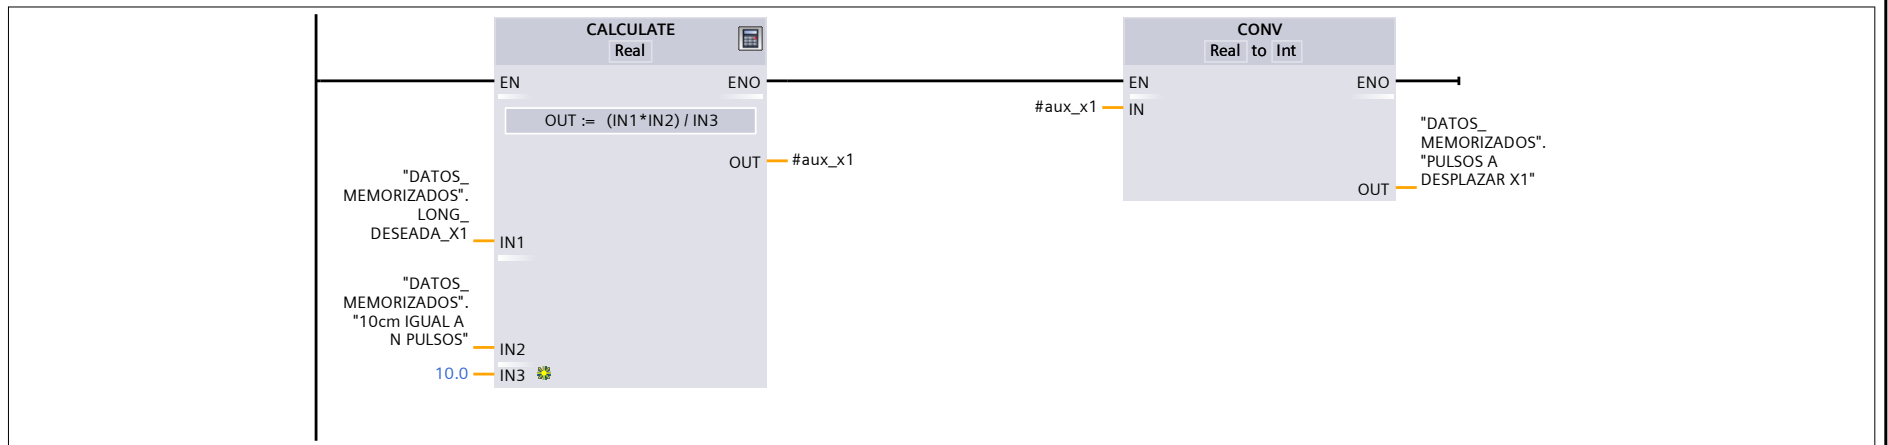 CALCULATE
Real
EN
ENO
OUT := (IN1*IN2) / IN3
OUT
#aux_x1
"DATOS_
MEMORIZADOS".
LONG_
DESEADA_X1
IN1
"DATOS_
MEMORIZADOS".
"10cm IGUAL A
N PULSOS"
IN2
10.0
IN3
CONV
Real to Int
EN
ENO
#aux_x1
IN
OUT
"DATOS_
MEMORIZADOS".
"PULSOS A
DESPLAZAR X1"